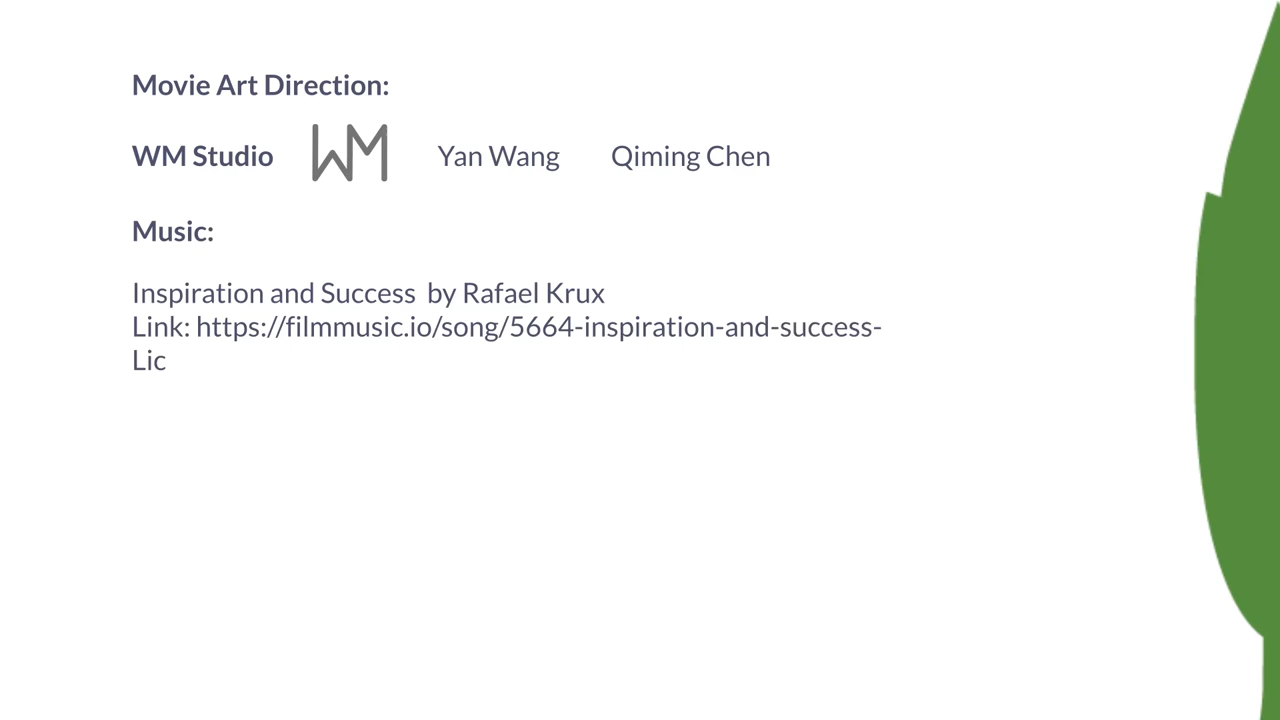 Movie Art Direction:
WM Studio WM Yan Wang Qiming Chen
Music:
Inspiration and Success by Rafael Krux
Link: https://filmmusic.io/song/5664-inspiration-and-success-
Lic